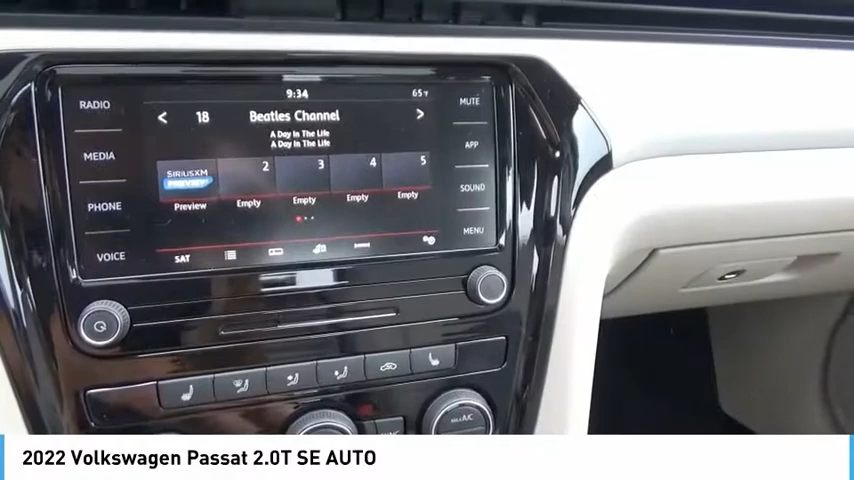 RADIO
MEDIA
PHONE
VOICE
9:34
65°F
< 18 Beatles Channel >
A Day In The Life
A Day In The Life
SIRIUSXM
PREVIEW
2 3 4 5
Preview Empty Empty Empty Empty
SAT
MUTE
APP
SOUND
MENU
A/C
2022 Volkswagen Passat 2.0T SE AUTO